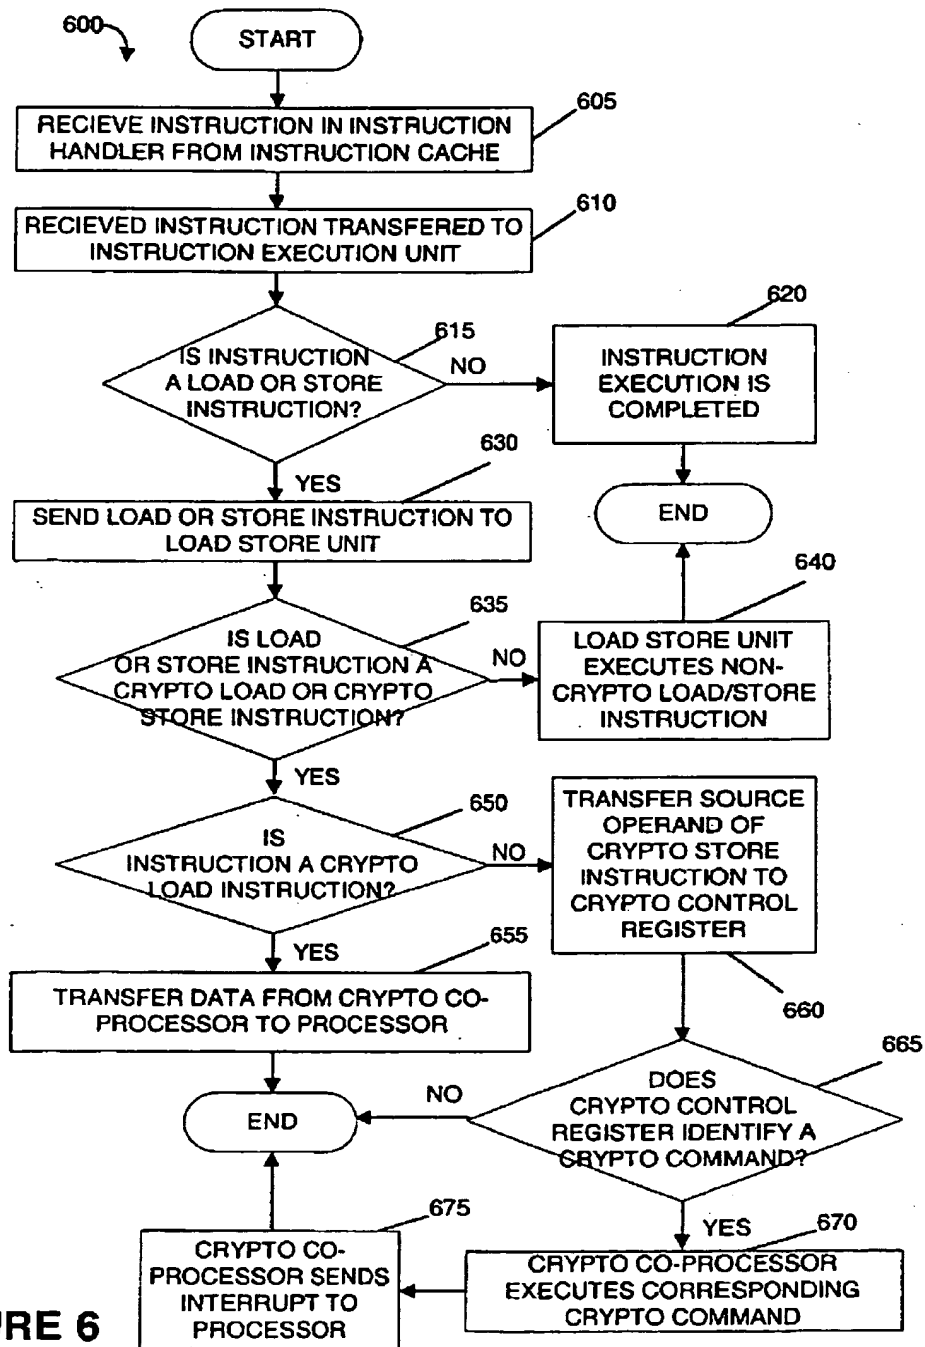 600
START
605
RECIEVE INSTRUCTION IN INSTRUCTION
HANDLER FROM INSTRUCTION CACHE
610
RECIEVED INSTRUCTION TRANSFERED TO
INSTRUCTION EXECUTION UNIT
615
IS INSTRUCTION
A LOAD OR STORE
INSTRUCTION?
NO
620
INSTRUCTION
EXECUTION IS
COMPLETED
END
YES
630
SEND LOAD OR STORE INSTRUCTION TO
LOAD STORE UNIT
635
IS LOAD
OR STORE INSTRUCTION A
CRYPTO LOAD OR CRYPTO
STORE INSTRUCTION?
NO
640
LOAD STORE UNIT
EXECUTES NON-
CRYPTO LOAD/STORE
INSTRUCTION
YES
650
IS
INSTRUCTION A CRYPTO
LOAD INSTRUCTION?
NO
TRANSFER SOURCE
OPERAND OF
CRYPTO STORE
INSTRUCTION TO
CRYPTO CONTROL
REGISTER
660
YES
655
TRANSFER DATA FROM CRYPTO CO-
PROCESSOR TO PROCESSOR
END
665
DOES
CRYPTO CONTROL
REGISTER IDENTIFY A
CRYPTO COMMAND?
NO
YES
670
CRYPTO CO-PROCESSOR
EXECUTES CORRESPONDING
CRYPTO COMMAND
675
CRYPTO CO-
PROCESSOR SENDS
INTERRUPT TO
PROCESSOR
RE 6